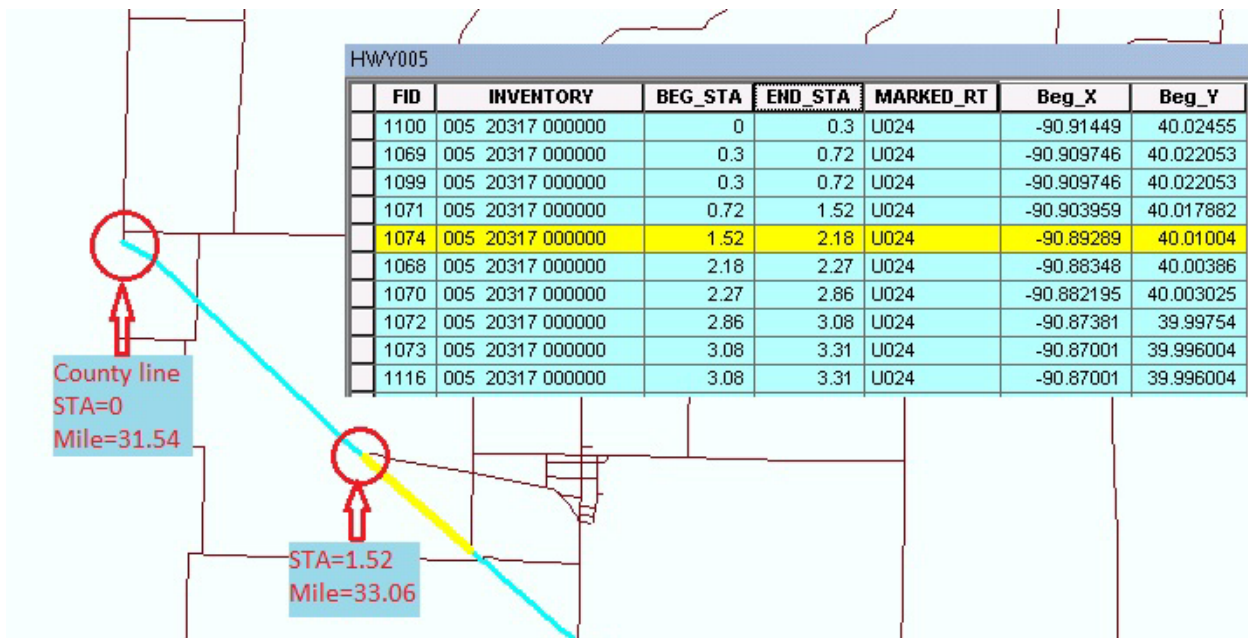 HWY005
FID INVENTORY BEG_STA END_STA MARKED_RT Beg_X Beg_Y
1100 005 20317 000000 0 0.3 U024 -90.91449 40.02455
1069 005 20317 000000 0.3 0.72 U024 -90.909746 40.022053
1099 005 20317 000000 0.3 0.72 U024 -90.909746 40.022053
1071 005 20317 000000 0.72 1.52 U024 -90.903959 40.017882
1074 005 20317 000000 1.52 2.18 U024 -90.89289 40.01004
1068 005 20317 000000 2.18 2.27 U024 -90.88348 40.00386
1070 005 20317 000000 2.27 2.86 U024 -90.882195 40.003025
1072 005 20317 000000 2.86 3.08 U024 -90.87381 39.99754
1073 005 20317 000000 3.08 3.31 U024 -90.87001 39.996004
1116 005 20317 000000 3.08 3.31 U024 -90.87001 39.996004
County line
STA=0
Mile=31.54
STA=1.52
Mile=33.06